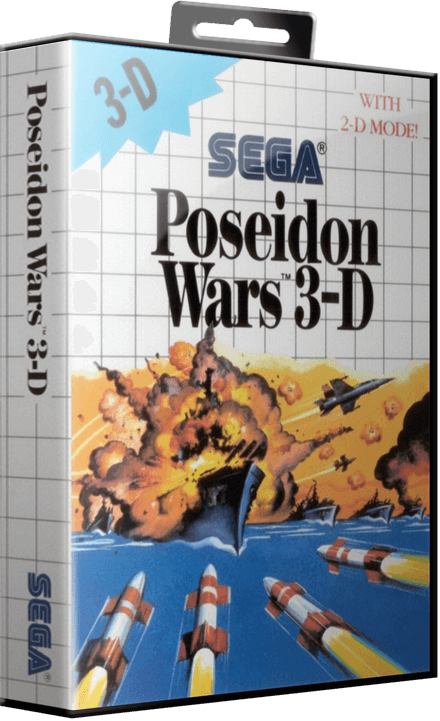 Poseidon Wars™ 3-D
SEGA®
3-D
WITH
2-D MODE!
SEGA®
Poseidon
Wars™ 3-D